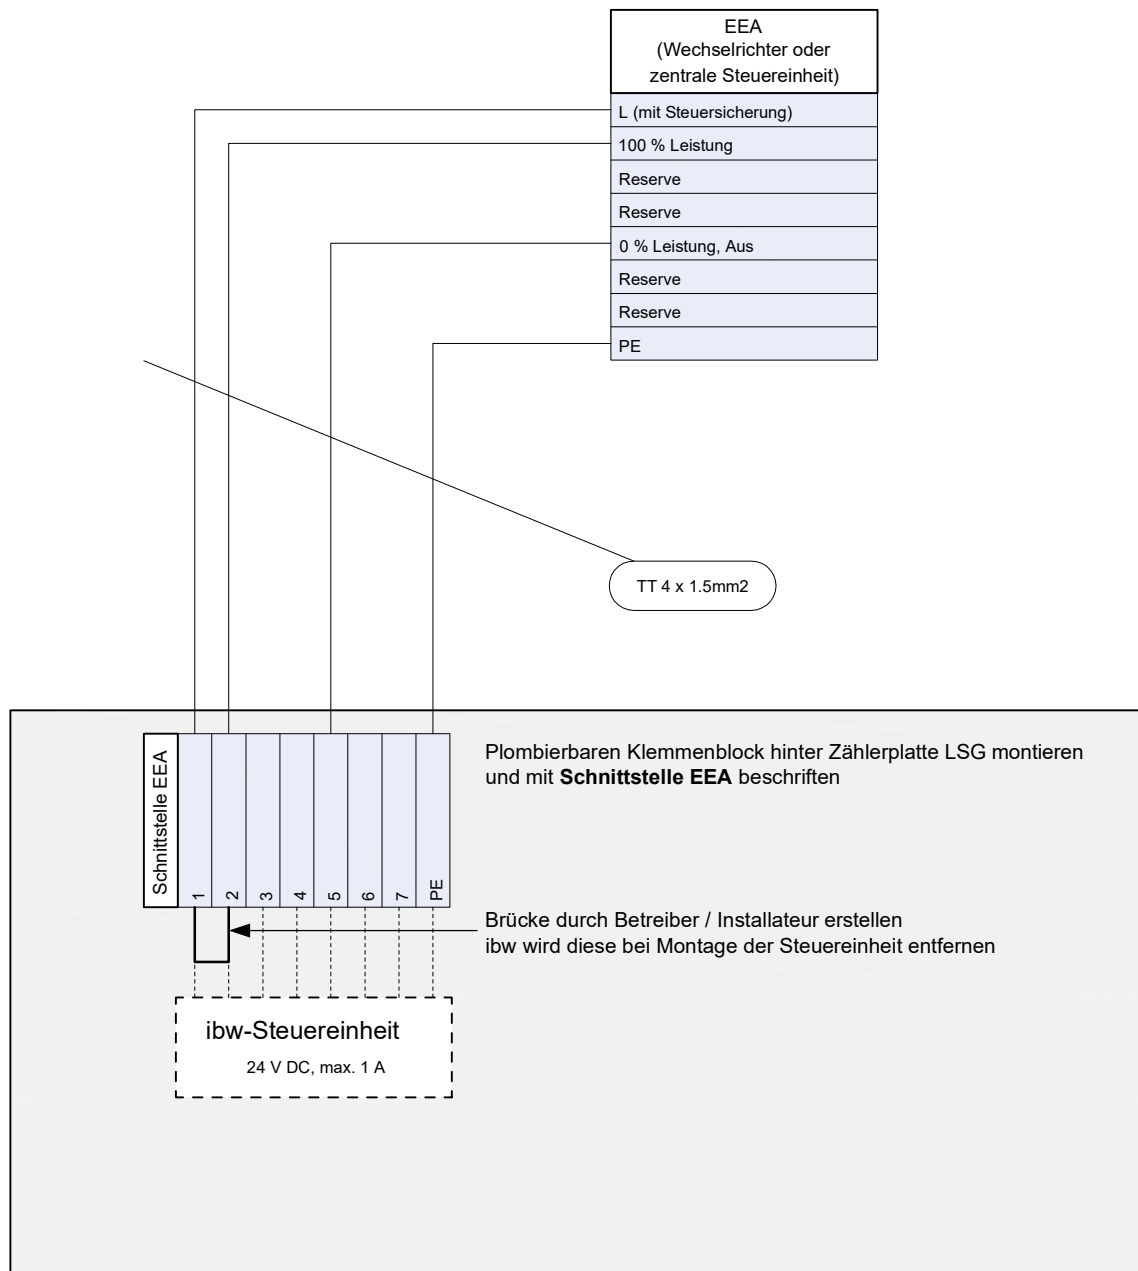 EEA
(Wechselrichter oder
zentrale Steuereinheit)
L (mit Steuersicherung)
100 % Leistung
Reserve
Reserve
0 % Leistung, Aus
Reserve
Reserve
PE
TT 4 x 1.5mm2
Schnittstelle EEA
1
2
3
4
5
6
7
PE
Plombierbaren Klemmenblock hinter Zählerplatte LSG montieren
und mit Schnittstelle EEA beschriften
Brücke durch Betreiber / Installateur erstellen
ibw wird diese bei Montage der Steuereinheit entfernen
ibw-Steuereinheit
24 V DC, max. 1 A